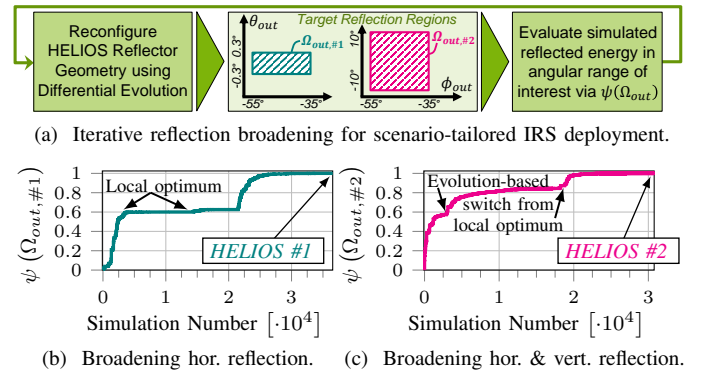 Reconfigure
HELIOS Reflector
Geometry using
Differential Evolution
Target Reflection Regions
θout
0.3°
-0.3°
Ωout,#1
-55°
-35°
10°
-10°
Ωout,#2
ϕout
-55°
-35°
Evaluate simulated
reflected energy in
angular range of
interest via ψ(Ωout)
(a) Iterative reflection broadening for scenario-tailored IRS deployment.
ψ (Ωout,#1)
1
0.8
0.6
0.4
0.2
0
Local optimum
HELIOS #1
0
1
2
3
Simulation Number [·10⁴]
(b) Broadening hor. reflection.
ψ (Ωout,#2)
1
0.8
0.6
0.4
0.2
0
Evolution-based
switch from
local optimum
HELIOS #2
0
1
2
3
Simulation Number [·10⁴]
(c) Broadening hor. & vert. reflection.